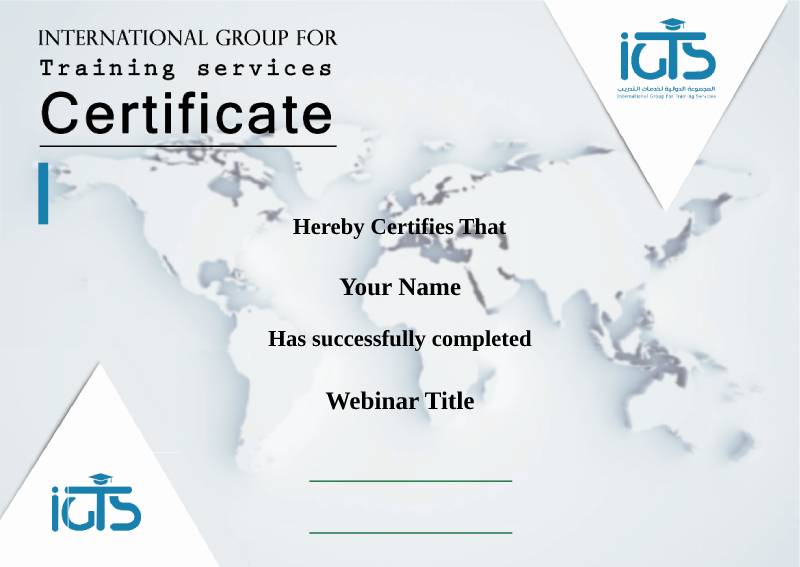 INTERNATIONAL GROUP FOR
Training services
Certificate
IGTS
المجموعة الدولية لخدمات التدريب
International Group For Training Services
Hereby Certifies That
Your Name
Has successfully completed
Webinar Title
IGTS